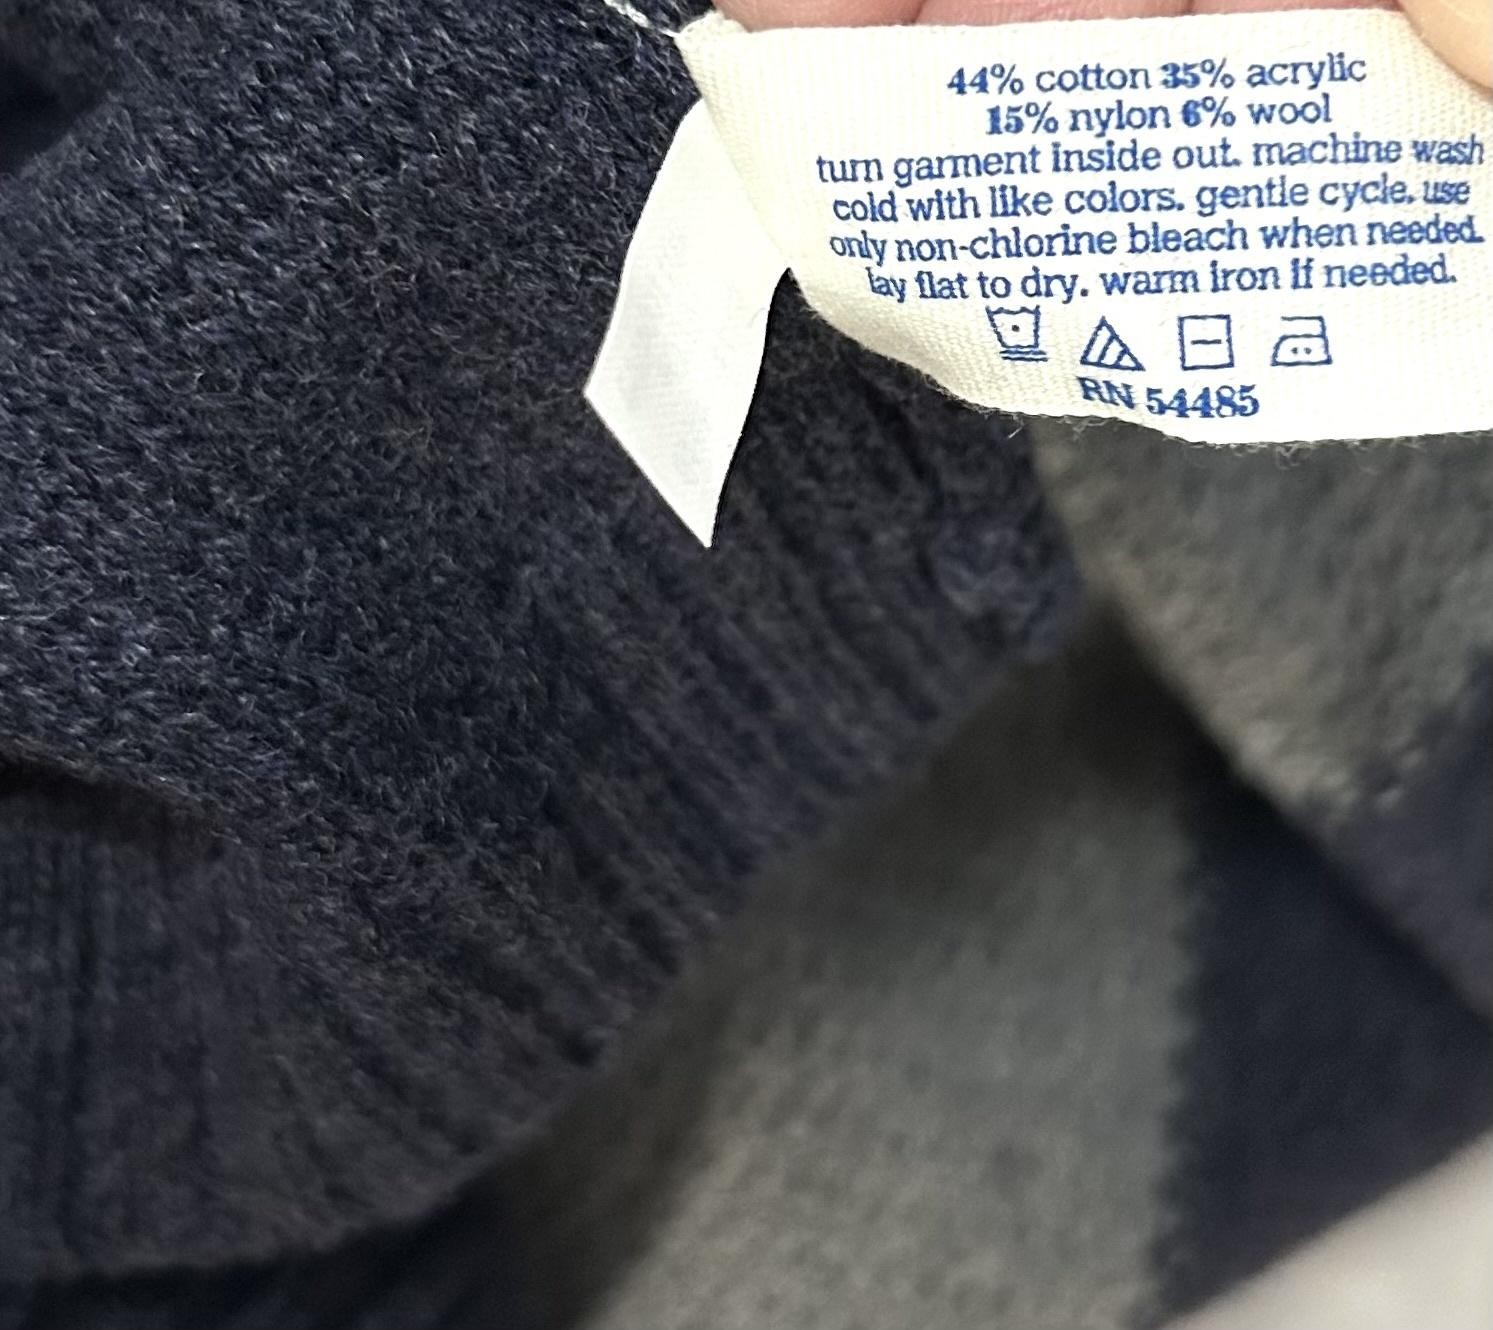 44% cotton 35% acrylic
15% nylon 6% wool
turn garment inside out. machine wash
cold with like colors. gentle cycle. use
only non-chlorine bleach when needed.
lay flat to dry. warm iron if needed.
RN 54485